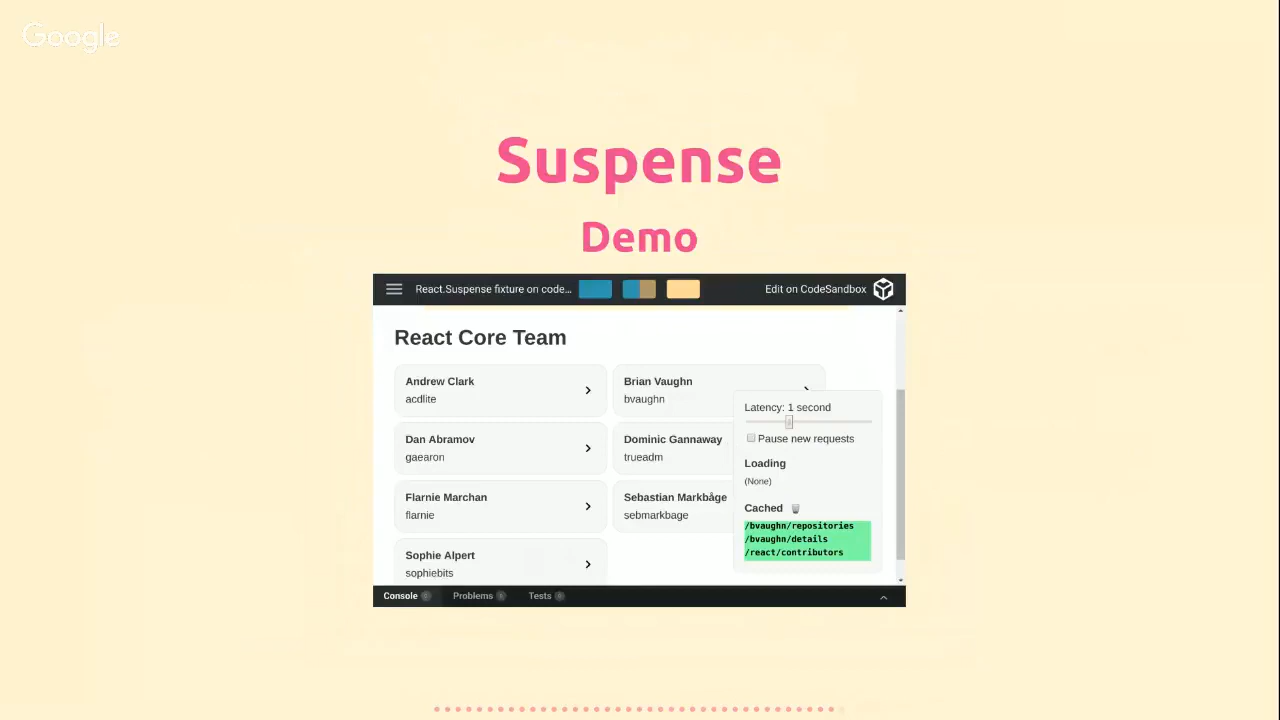 Google
Suspense
Demo
React.Suspense fixture on code...
Edit on CodeSandbox
React Core Team
Andrew Clark
acdlite
Brian Vaughn
bvaughn
Dan Abramov
gaearon
Dominic Gannaway
trueadm
Flarnie Marchan
flarnie
Sebastian Markbåge
sebmarkbage
Sophie Alpert
sophiebits
Latency: 1 second
Pause new requests
Loading
(None)
Cached
/bvaughn/repositories
/bvaughn/details
/react/contributors
Console
Problems
Tests